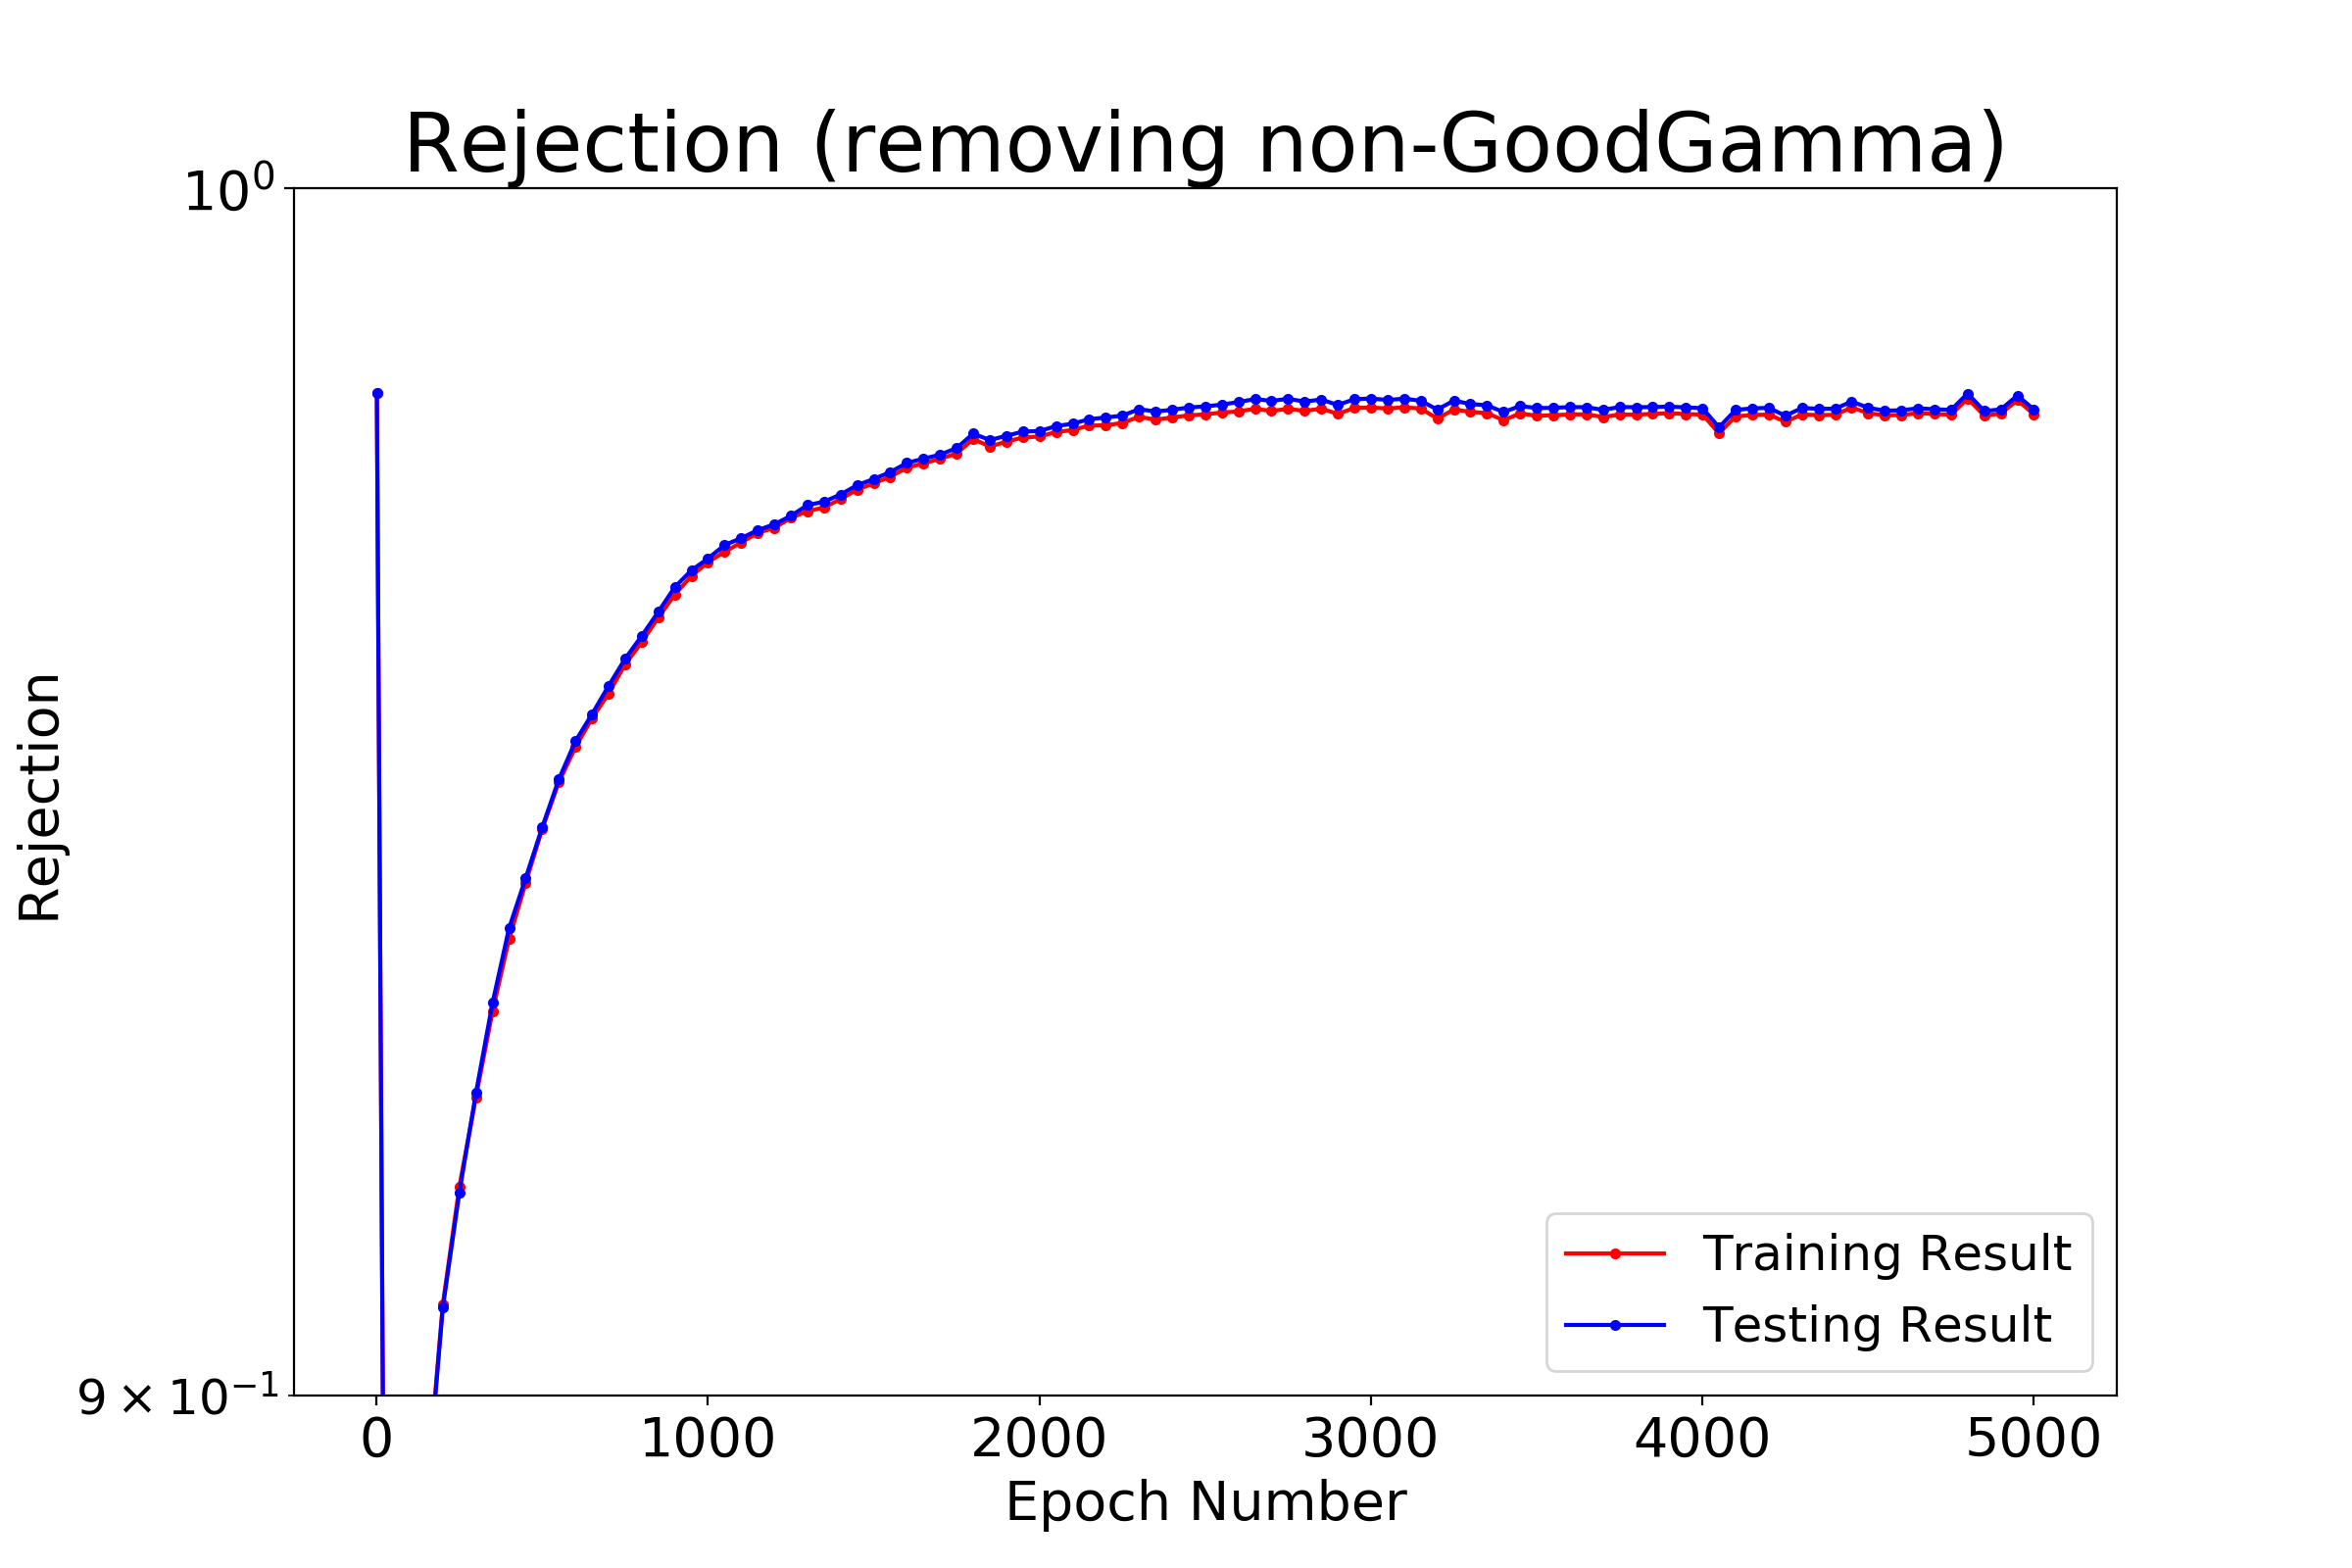 Rejection (removing non-GoodGamma)
10⁰
Rejection
9 × 10⁻¹
Training Result
Testing Result
0 1000 2000 3000 4000 5000
Epoch Number